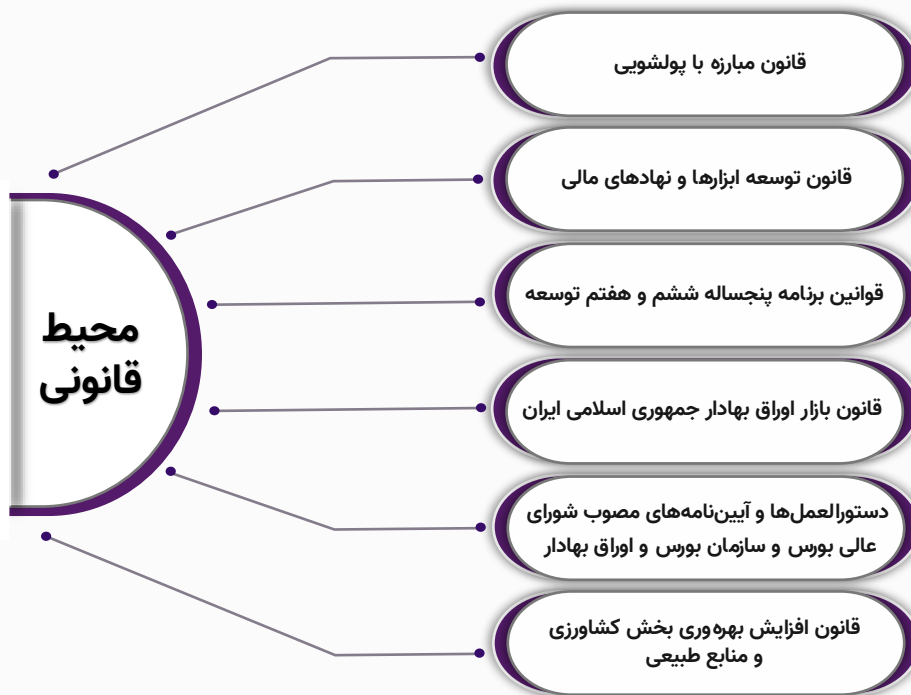 محیط
قانونی
قانون مبارزه با پولشویی
قانون توسعه ابزارها و نهادهای مالی
قوانین برنامه پنجساله ششم و هفتم توسعه
قانون بازار اوراق بهادار جمهوری اسلامی ایران
دستورالعمل‌ها و آیین‌نامه‌های مصوب شورای
عالی بورس و سازمان بورس و اوراق بهادار
قانون افزایش بهره‌وری بخش کشاورزی
و منابع طبیعی